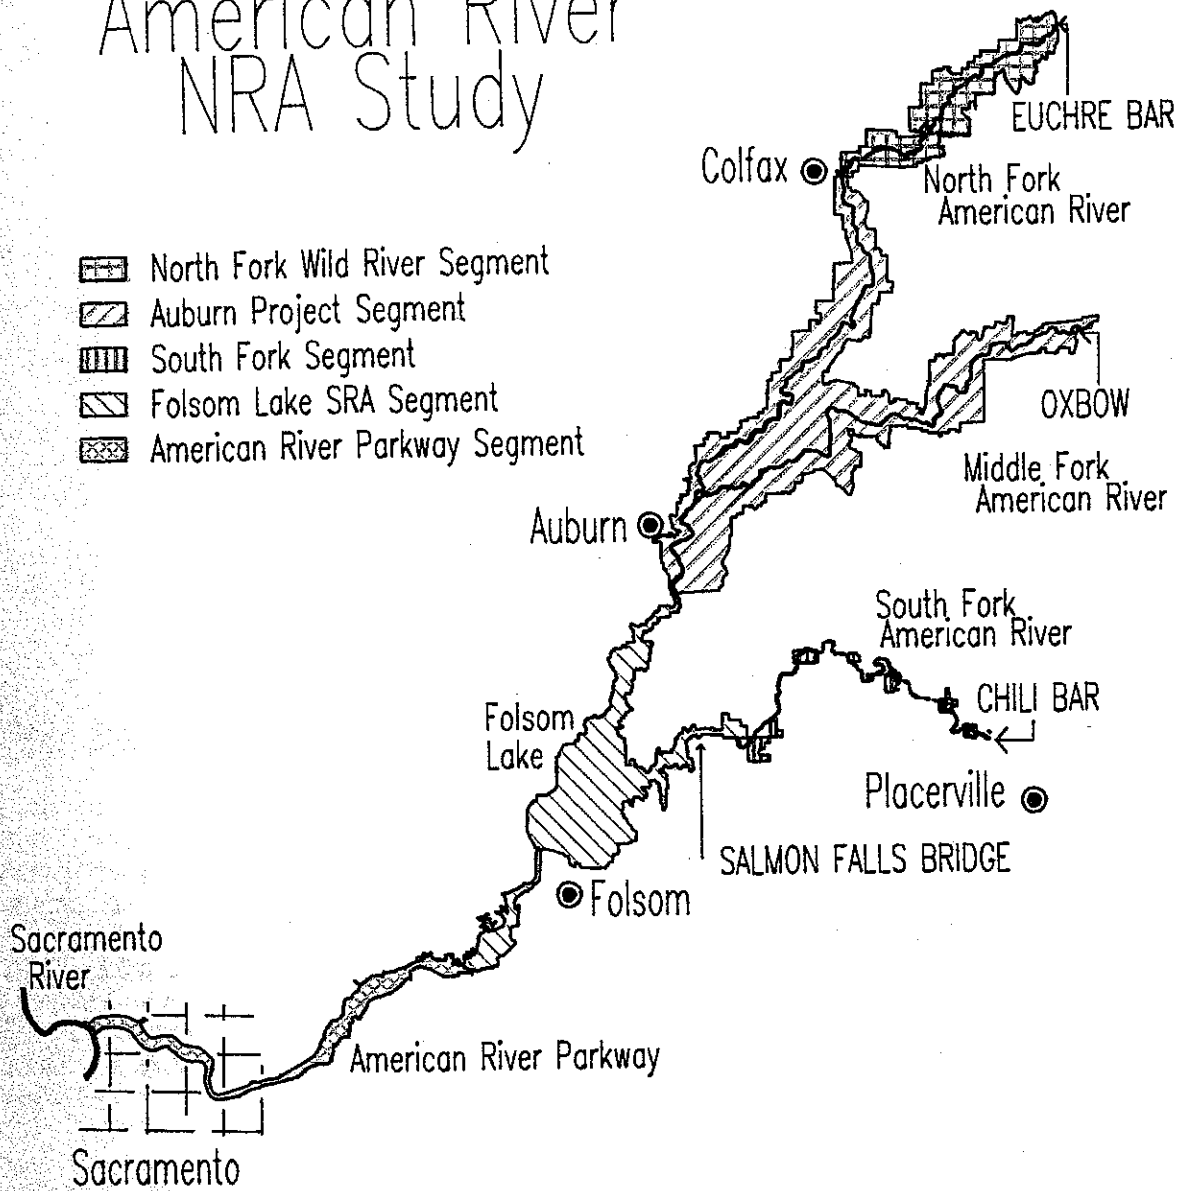 American River
NRA Study
EUCHRE BAR
Colfax
North Fork
American River
North Fork Wild River Segment
Auburn Project Segment
South Fork Segment
Folsom Lake SRA Segment
American River Parkway Segment
OXBOW
Middle Fork
American River
Auburn
South Fork
American River
CHILI BAR
Folsom
Lake
Placerville
SALMON FALLS BRIDGE
Folsom
Sacramento
River
American River Parkway
Sacramento